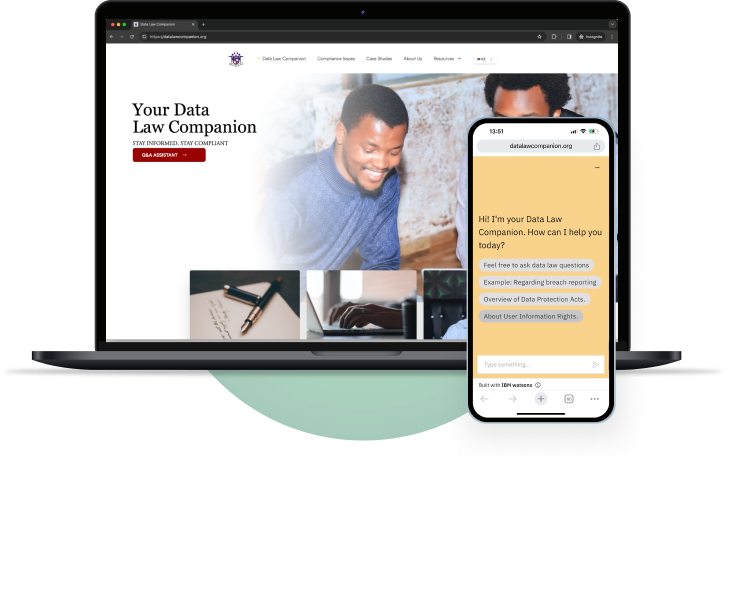 Data Law Companion
https://datalawcompanion.org
Incognito
Data Law Companion
Compliance Issues
Case Studies
About Us
Resources
MIKE
Your Data
Law Companion
STAY INFORMED, STAY COMPLIANT
Q&A ASSISTANT →
13:51
datalawcompanion.org
Hi! I'm your Data Law
Companion. How can I help you
today?
Feel free to ask data law questions
Example: Regarding breach reporting
Overview of Data Protection Acts.
About User Information Rights.
Type something...
Built with IBM watsonx